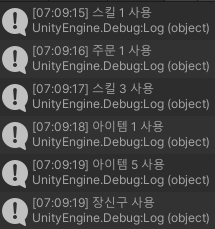 [07:09:15] 스킬 1 사용
UnityEngine.Debug:Log (object)
[07:09:16] 주문 1 사용
UnityEngine.Debug:Log (object)
[07:09:17] 스킬 3 사용
UnityEngine.Debug:Log (object)
[07:09:18] 아이템 1 사용
UnityEngine.Debug:Log (object)
[07:09:19] 아이템 5 사용
UnityEngine.Debug:Log (object)
[07:09:19] 장신구 사용
UnityEngine.Debug:Log (object)